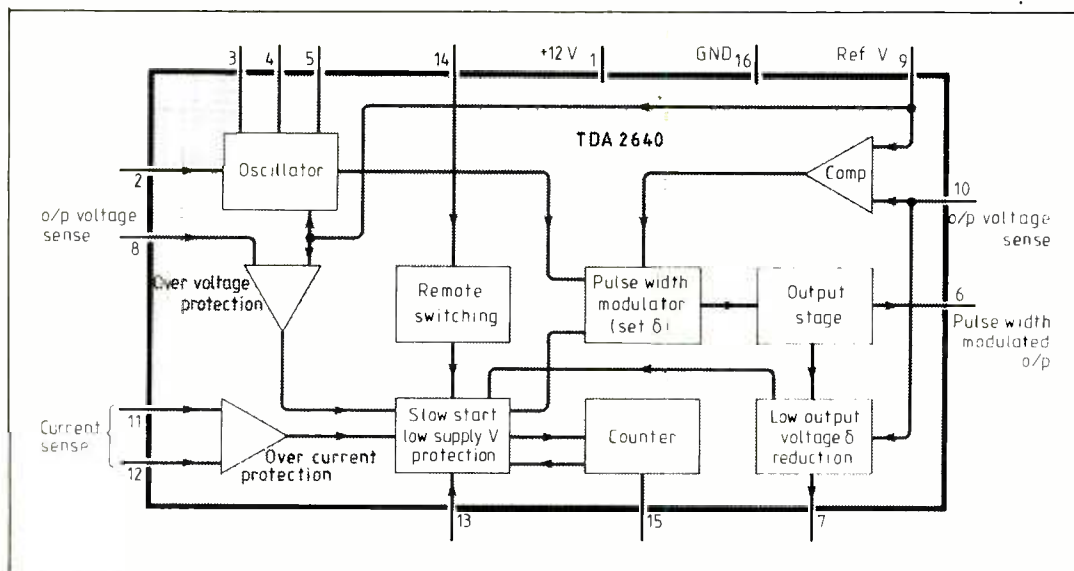 3
4
5
14
+12 V
1
GND
16
Ref V
9
TDA 2640
Oscillator
Comp
2
10
o/p voltage
sense
8
o/p voltage
sense
Over voltage
protection
Remote
switching
Pulse width
modulator
(set δ)
Output
stage
6
Pulse width
modulated
o/p
11
Current
sense
12
Over current
protection
Slow start
low supply V
protection
Counter
Low output
voltage δ
reduction
13
15
7